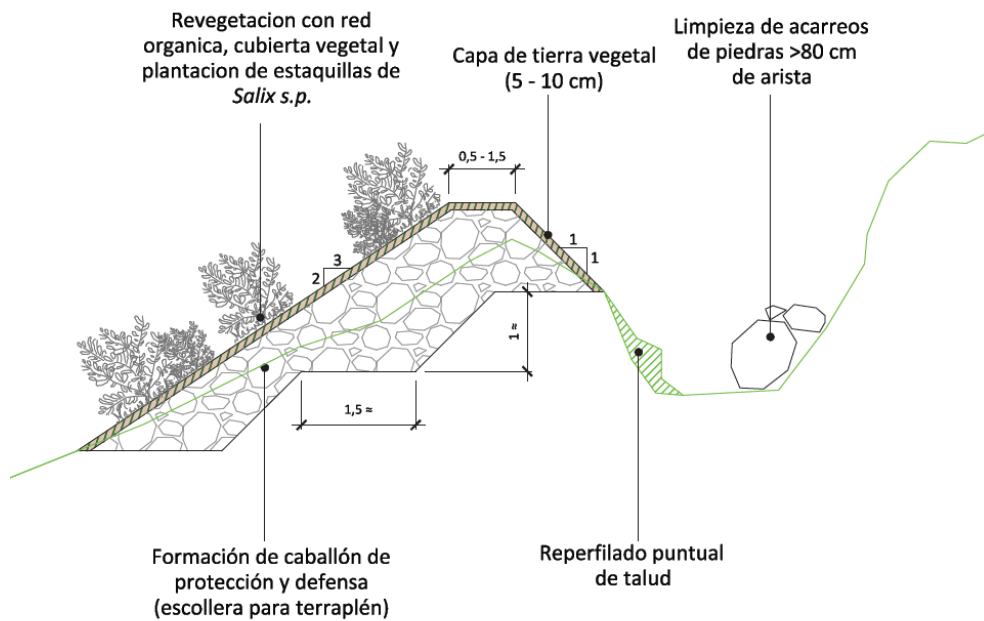 Revegetacion con red
organica, cubierta vegetal y
plantacion de estaquillas de
Salix s.p.
Capa de tierra vegetal
(5 - 10 cm)
Limpieza de acarreos
de piedras >80 cm
de arista
0,5 - 1,5
1
1
3
2
1 ≈
1,5 ≈
Formación de caballón de
protección y defensa
(escollera para terraplén)
Reperfilado puntual
de talud